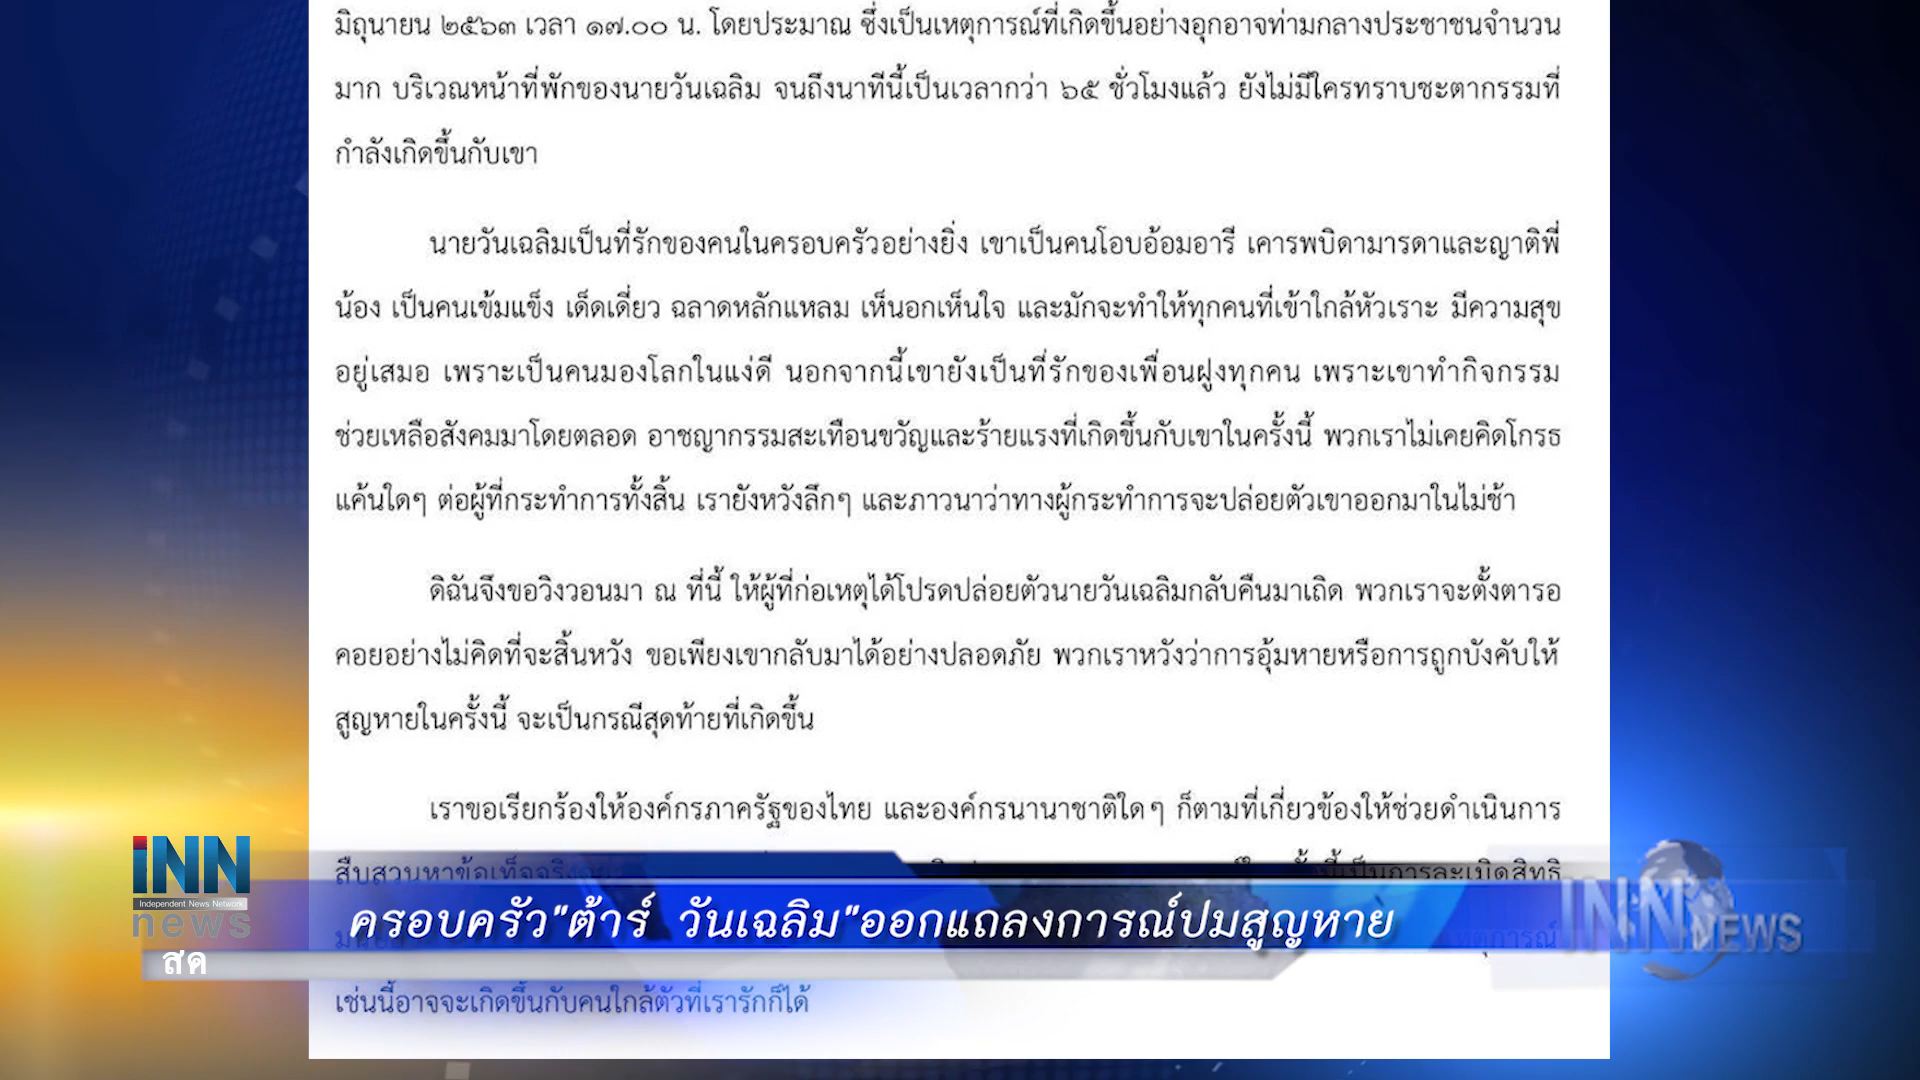 มิถุนายน ๒๕๖๓ เวลา ๑๗.๐๐ น. โดยประมาณ ซึ่งเป็นเหตุการณ์ที่เกิดขึ้นอย่างอุกอาจท่ามกลางประชาชนจำนวน
มาก บริเวณหน้าที่พักของนายวันเฉลิม จนถึงนาทีนี้เป็นเวลากว่า ๖๕ ชั่วโมงแล้ว ยังไม่มีใครทราบชะตากรรมที่
กำลังเกิดขึ้นกับเขา
นายวันเฉลิมเป็นที่รักของคนในครอบครัวอย่างยิ่ง เขาเป็นคนโอบอ้อมอารี เคารพบิดามารดาและญาติพี่
น้อง เป็นคนเข้มแข็ง เด็ดเดี่ยว ฉลาดหลักแหลม เห็นอกเห็นใจ และมักจะทำให้ทุกคนที่เข้าใกล้หัวเราะ มีความสุข
อยู่เสมอ เพราะเป็นคนมองโลกในแง่ดี นอกจากนี้เขายังเป็นที่รักของเพื่อนฝูงทุกคน เพราะเขาทำกิจกรรม
ช่วยเหลือสังคมมาโดยตลอด อาชญากรรมสะเทือนขวัญและร้ายแรงที่เกิดขึ้นกับเขาในครั้งนี้ พวกเราไม่เคยคิดโกรธ
แค้นใดๆ ต่อผู้ที่กระทำการทั้งสิ้น เรายังหวังลึกๆ และภาวนาว่าทางผู้กระทำการจะปล่อยตัวเขาออกมาในไม่ช้า
ดิฉันจึงขอวิงวอนมา ณ ที่นี้ ให้ผู้ที่ก่อเหตุได้โปรดปล่อยตัวนายวันเฉลิมกลับคืนมาเถิด พวกเราจะตั้งตารอ
คอยอย่างไม่คิดที่จะสิ้นหวัง ขอเพียงเขากลับมาได้อย่างปลอดภัย พวกเราหวังว่าการอุ้มหายหรือการถูกบังคับให้
สูญหายในครั้งนี้ จะเป็นกรณีสุดท้ายที่เกิดขึ้น
เราขอเรียกร้องให้องค์กรภาครัฐของไทย และองค์กรนานาชาติใดๆ ก็ตามที่เกี่ยวข้องให้ช่วยดำเนินการ
สืบสวนหาข้อเท็จจริง นี้เป็นการละเมิดสิทธิ
iNN
Independent News Network
news
ครอบครัว"ต้าร์ วันเฉลิม"ออกแถลงการณ์ปมสูญหาย
INN NEWS
สด
เช่นนี้อาจจะเกิดขึ้นกับคนใกล้ตัวที่เรารักก็ได้